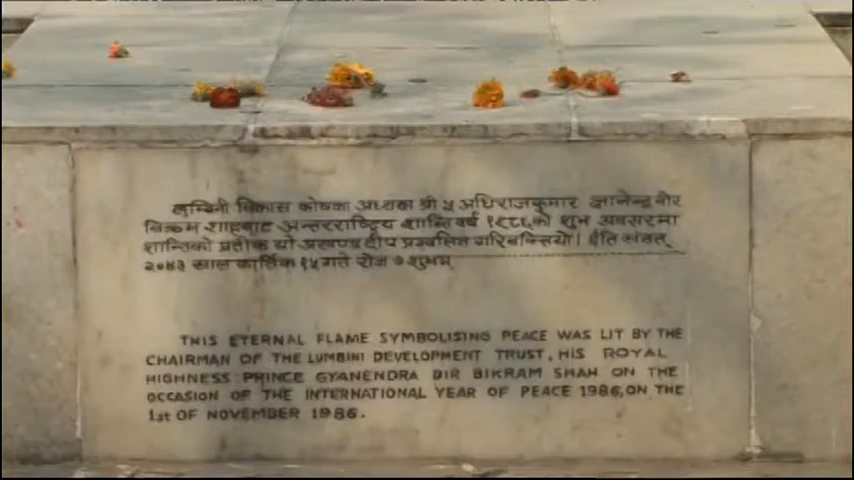 लुम्बिनी विकास कोषका अध्यक्ष श्री ५ अधिराजकुमार ज्ञानेन्द्र वीर
विक्रम शाहबाट अन्तरराष्ट्रिय शान्ति वर्ष १९८६को शुभ अवसरमा
शान्तिको प्रतीक यो अखण्ड दीप प्रज्वलित गरिबक्सियो। ईति संवत्
२०४३ साल कार्तिक १५ गते रोज ७ शुभम्
THIS ETERNAL FLAME SYMBOLISING PEACE WAS LIT BY THE
CHAIRMAN OF THE LUMBINI DEVELOPMENT TRUST, HIS ROYAL
HIGHNESS PRINCE GYANENDRA BIR BIKRAM SHAH ON THE
OCCASION OF THE INTERNATIONAL YEAR OF PEACE 1986, ON THE
1st OF NOVEMBER 1986.